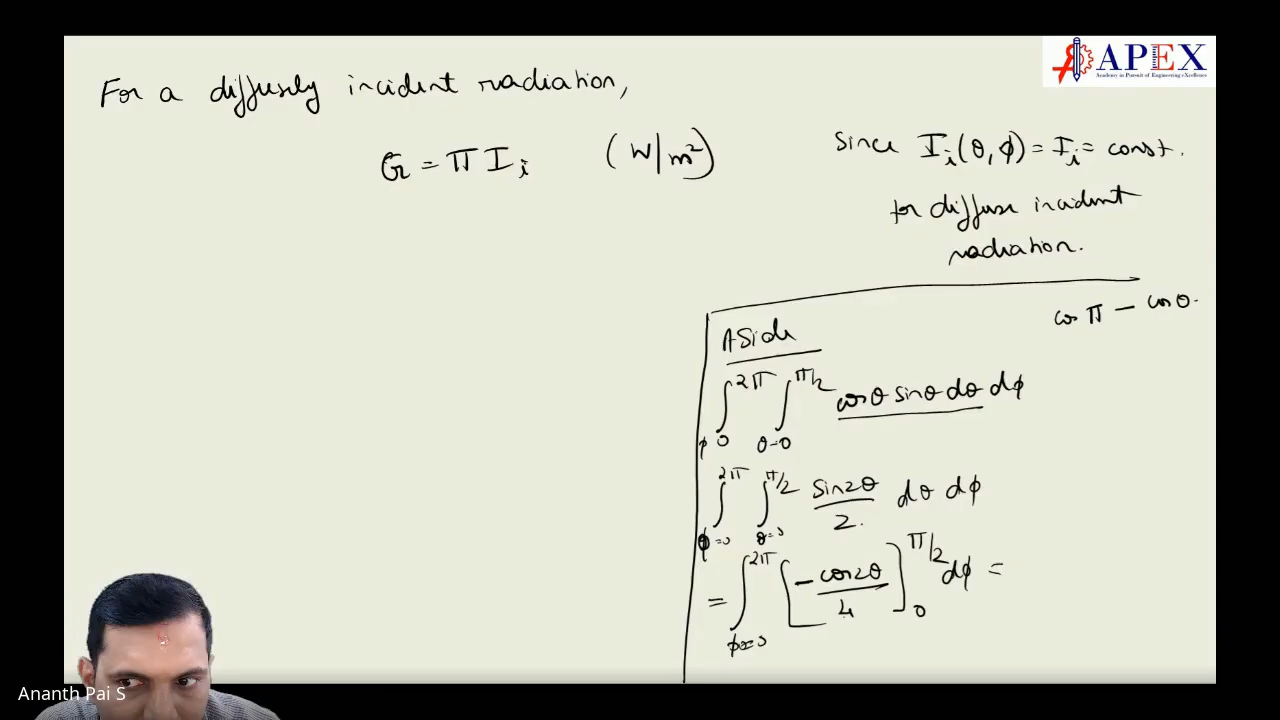 APEX
Academy in Pursuit of Engineering eXcellence
For a diffusely incident radiation,
G = π I_i (W/m²)
Since I_i(θ, ϕ) = I_i = const.
for diffuse incident
radiation.
cos π − cos θ.
Aside
∫_{ϕ 0}^{2π} ∫_{θ=0}^{π/2} cosθ sinθ dθ dϕ
∫_{ϕ=0}^{2π} ∫_{θ=0}^{π/2} sin2θ/2. dθ dϕ
= ∫_{ϕ=0}^{2π} [−cos2θ/4]_0^{π/2} dϕ =
Ananth Pai S